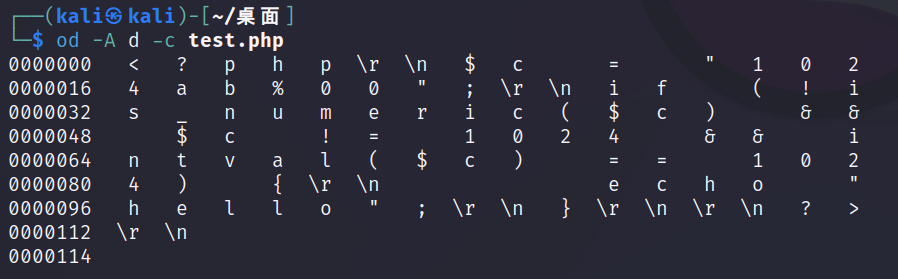 ┌──(kali㉿kali)-[~/桌面]
└─$ od -A d -c test.php
0000000   <   ?   p   h   p  \r  \n   $   c       =       "   1   0   2
0000016   4   a   b   %   0   0   "   ;  \r  \n   i   f       (   !   i
0000032   s   _   n   u   m   e   r   i   c   (   $   c   )       &   &
0000048       $   c       !   =       1   0   2   4       &   &       i
0000064   n   t   v   a   l   (   $   c   )       =   =       1   0   2
0000080   4   )       {  \r  \n                   e   c   h   o       "
0000096   h   e   l   l   o   "   ;  \r  \n   }  \r  \n  \r  \n   ?   >
0000112  \r  \n
0000114